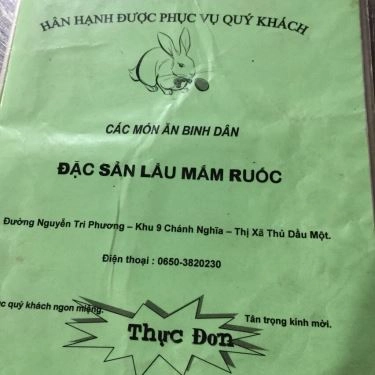 HÂN HẠNH ĐƯỢC PHỤC VỤ QUÝ KHÁCH
CÁC MÓN ĂN BINH DÂN
ĐẶC SẢN LẨU MẮM RUỐC
Đường Nguyễn Tri Phương – Khu 9 Chánh Nghĩa – Thị Xã Thủ Dầu Một.
Điện thoại : 0650-3820230
quý khách ngon miệng.
Tân trọng kinh mời.
Thực Đơn